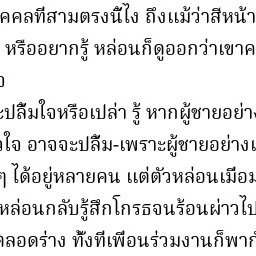 คคลที่สามตรงนี้ไง ถึงแม้ว่าสีหน้า
หรืออยากรู้ หล่อนก็ดูออกว่าเขาค
ปลื้มใจหรือเปล่า รู้ หากผู้ชายอย่าง
ใจ อาจจะปลื้ม-เพราะผู้ชายอย่างเ
ๆ ได้อยู่หลายคน แต่ตัวหล่อนเมื่อม
หล่อนกลับรู้สึกโกรธจนร้อนผ่าวไป
ตลอดร่าง ทั้งที่เพื่อนร่วมงานก็พาก